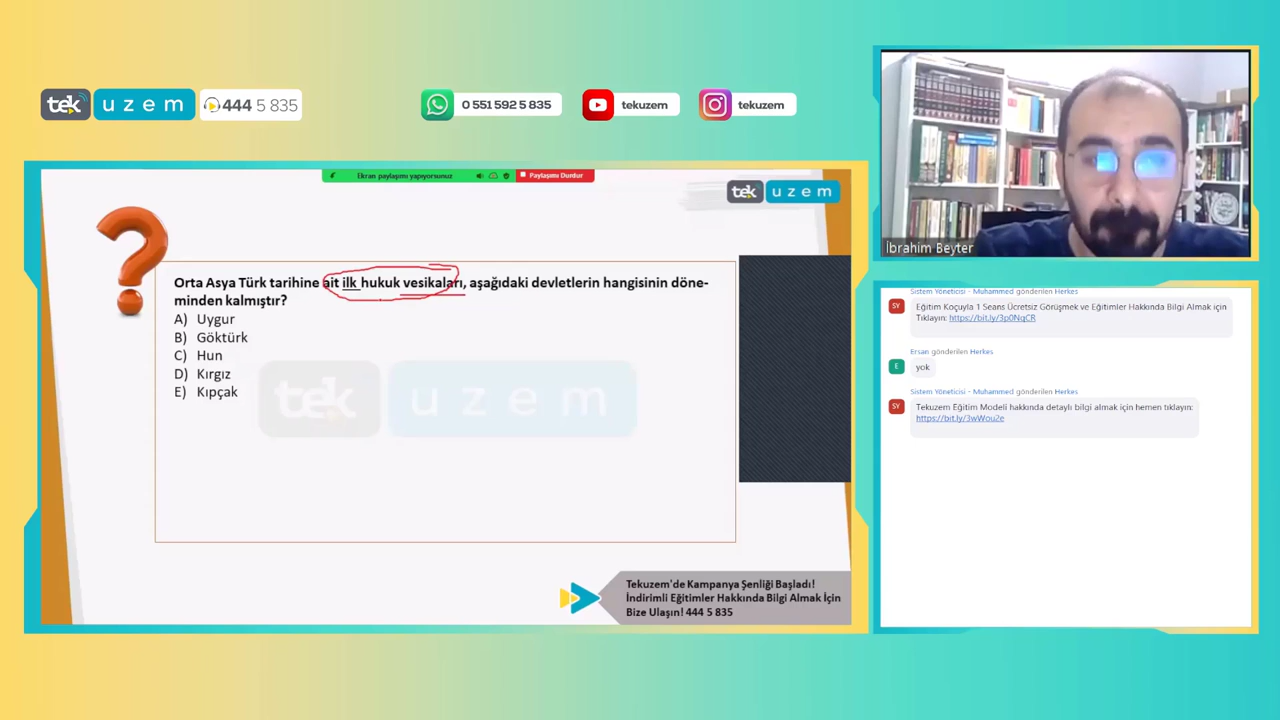 tek uzem 444 5 835
0 551 592 5 835
tekuzem
tekuzem
Ekran paylaşımı yapıyorsunuz
Paylaşımı Durdur
tek uzem
Orta Asya Türk tarihine ait ilk hukuk vesikaları, aşağıdaki devletlerin hangisinin döne-
minden kalmıştır?
A) Uygur
B) Göktürk
C) Hun
D) Kırgız
E) Kıpçak
tek uzem
Tekuzem'de Kampanya Şenliği Başladı!
İndirimli Eğitimler Hakkında Bilgi Almak İçin
Bize Ulaşın! 444 5 835
İbrahim Beyter
Sistem Yöneticisi - Muhammed gönderilen Herkes
SY
Eğitim Koçuyla 1 Seans Ücretsiz Görüşmek ve Eğitimler Hakkında Bilgi Almak için
Tıklayın: https://bit.ly/3p0NqCR
Ersan gönderilen Herkes
E yok
Sistem Yöneticisi - Muhammed gönderilen Herkes
SY
Tekuzem Eğitim Modeli hakkında detaylı bilgi almak için hemen tıklayın:
https://bit.ly/3wWou2e